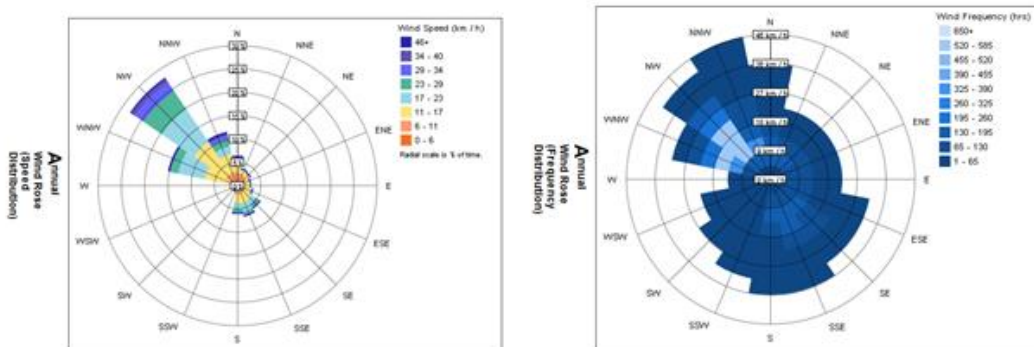 Annual
Wind Rose
(Speed
Distribution)
N
NNE
NE
ENE
E
ESE
SE
SSE
S
SSW
SW
WSW
W
WNW
NW
NNW
Wind Speed (km / h)
46+
34 - 40
29 - 34
23 - 29
17 - 23
11 - 17
6 - 11
0 - 6
Radial scale is % of time.
Annual
Wind Rose
(Frequency
Distribution)
N
NNE
NE
ENE
E
ESE
SE
SSE
S
SSW
SW
WSW
W
WNW
NW
NNW
Wind Frequency (hrs)
650+
520 - 585
455 - 520
390 - 455
325 - 390
260 - 325
195 - 260
130 - 195
65 - 130
1 - 65